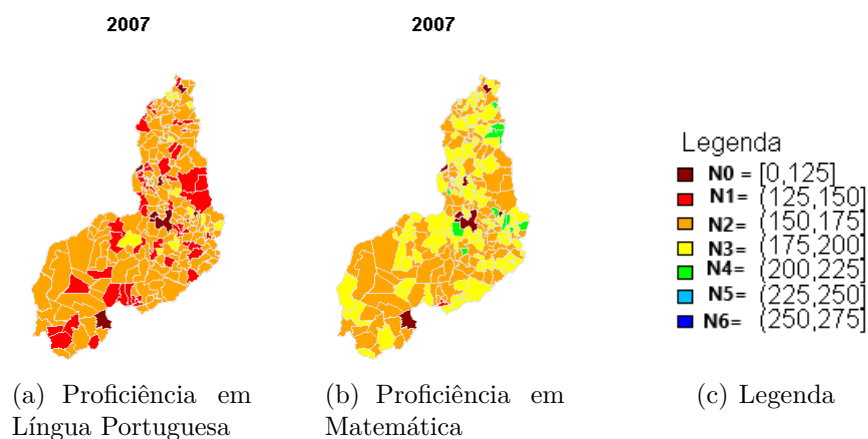 2007
2007
Legenda
N0 = [0,125]
N1= (125,150]
N2= (150,175]
N3= (175,200]
N4= (200,225]
N5= (225,250]
N6= (250,275]
(a) Proficiência em
Língua Portuguesa
(b) Proficiência em
Matemática
(c) Legenda